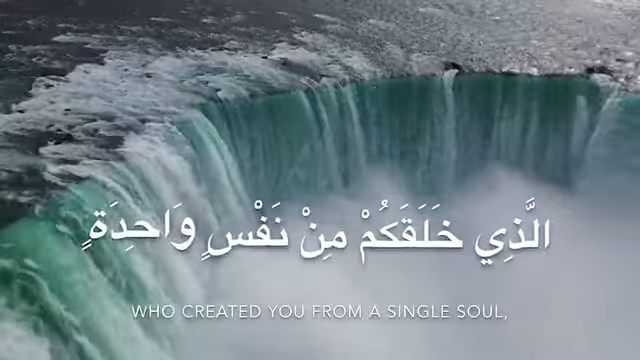 الَّذِي خَلَقَكُمْ مِنْ نَفْسٍ وَاحِدَةٍ
WHO CREATED YOU FROM A SINGLE SOUL,